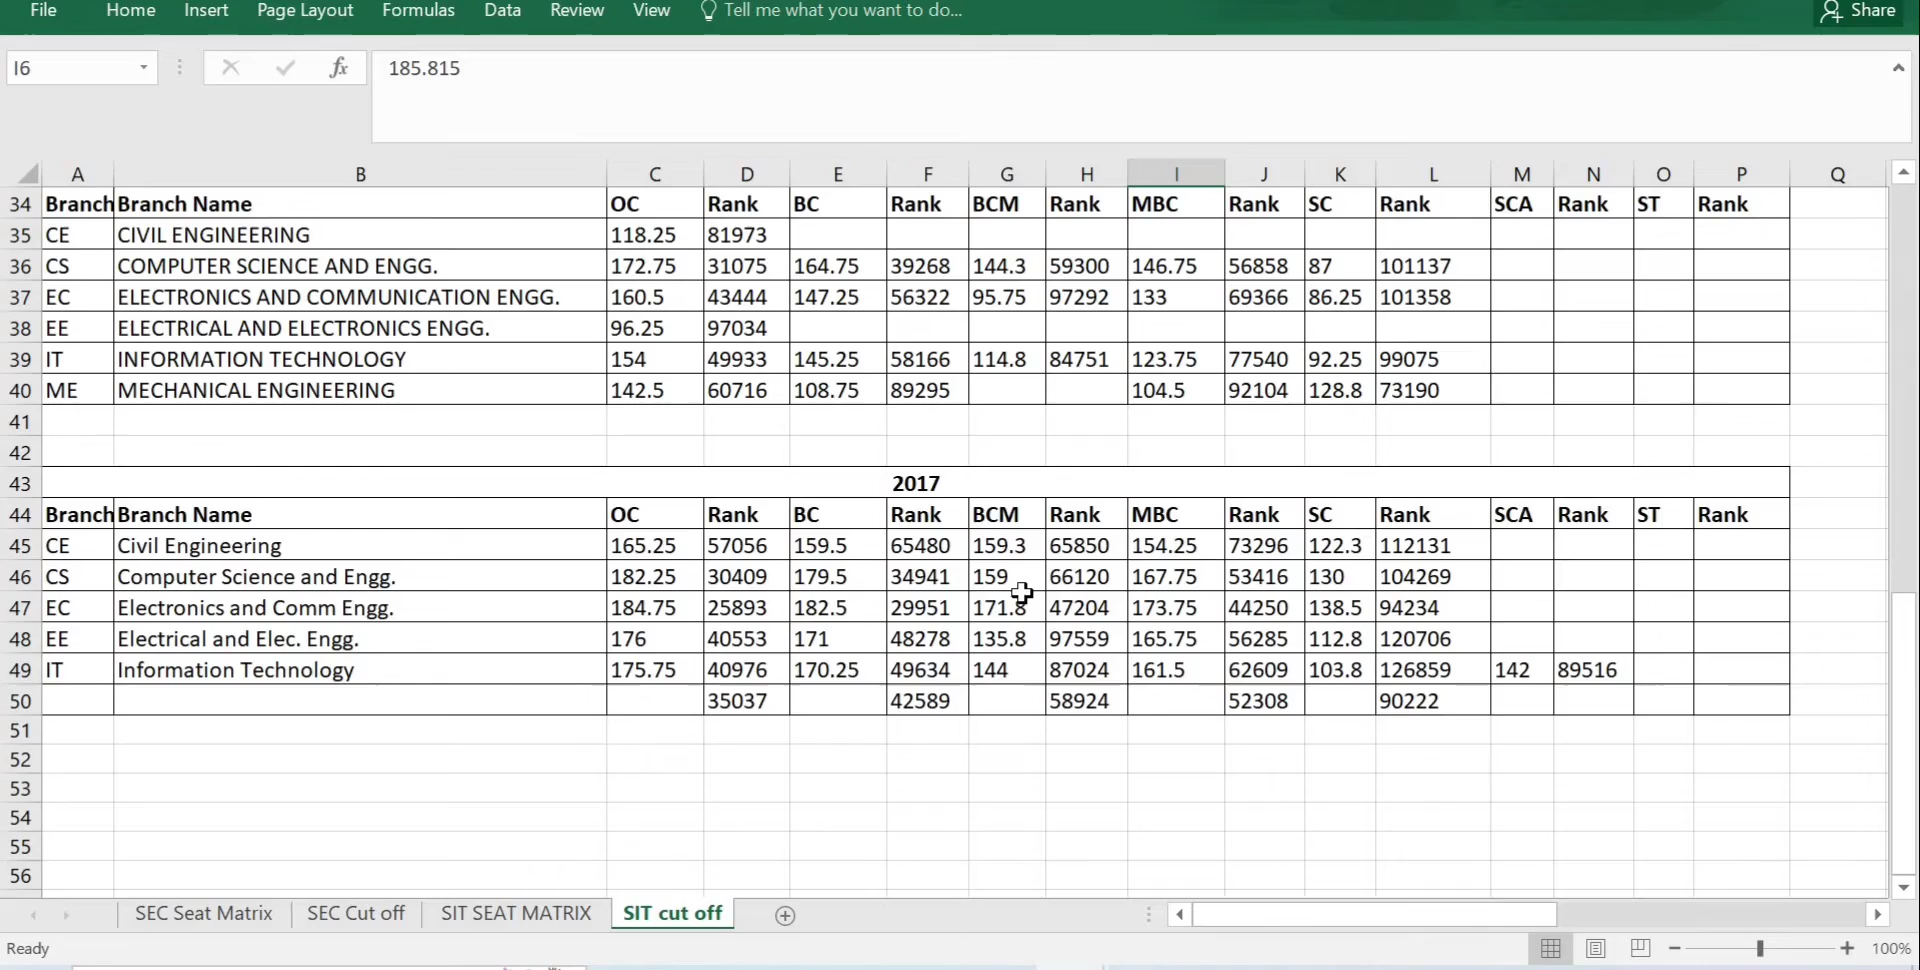 File Home Insert Page Layout Formulas Data Review View Tell me what you want to do... Share
I6 fx 185.815
A B C D E F G H I J K L M N O P Q
34 Branch Branch Name OC Rank BC Rank BCM Rank MBC Rank SC Rank SCA Rank ST Rank
35 CE CIVIL ENGINEERING 118.25 81973
36 CS COMPUTER SCIENCE AND ENGG. 172.75 31075 164.75 39268 144.3 59300 146.75 56858 87 101137
37 EC ELECTRONICS AND COMMUNICATION ENGG. 160.5 43444 147.25 56322 95.75 97292 133 69366 86.25 101358
38 EE ELECTRICAL AND ELECTRONICS ENGG. 96.25 97034
39 IT INFORMATION TECHNOLOGY 154 49933 145.25 58166 114.8 84751 123.75 77540 92.25 99075
40 ME MECHANICAL ENGINEERING 142.5 60716 108.75 89295 104.5 92104 128.8 73190
41
42
43 2017
44 Branch Branch Name OC Rank BC Rank BCM Rank MBC Rank SC Rank SCA Rank ST Rank
45 CE Civil Engineering 165.25 57056 159.5 65480 159.3 65850 154.25 73296 122.3 112131
46 CS Computer Science and Engg. 182.25 30409 179.5 34941 159 66120 167.75 53416 130 104269
47 EC Electronics and Comm Engg. 184.75 25893 182.5 29951 171.8 47204 173.75 44250 138.5 94234
48 EE Electrical and Elec. Engg. 176 40553 171 48278 135.8 97559 165.75 56285 112.8 120706
49 IT Information Technology 175.75 40976 170.25 49634 144 87024 161.5 62609 103.8 126859 142 89516
50 35037 42589 58924 52308 90222
51
52
53
54
55
56
SEC Seat Matrix SEC Cut off SIT SEAT MATRIX SIT cut off
Ready 100%